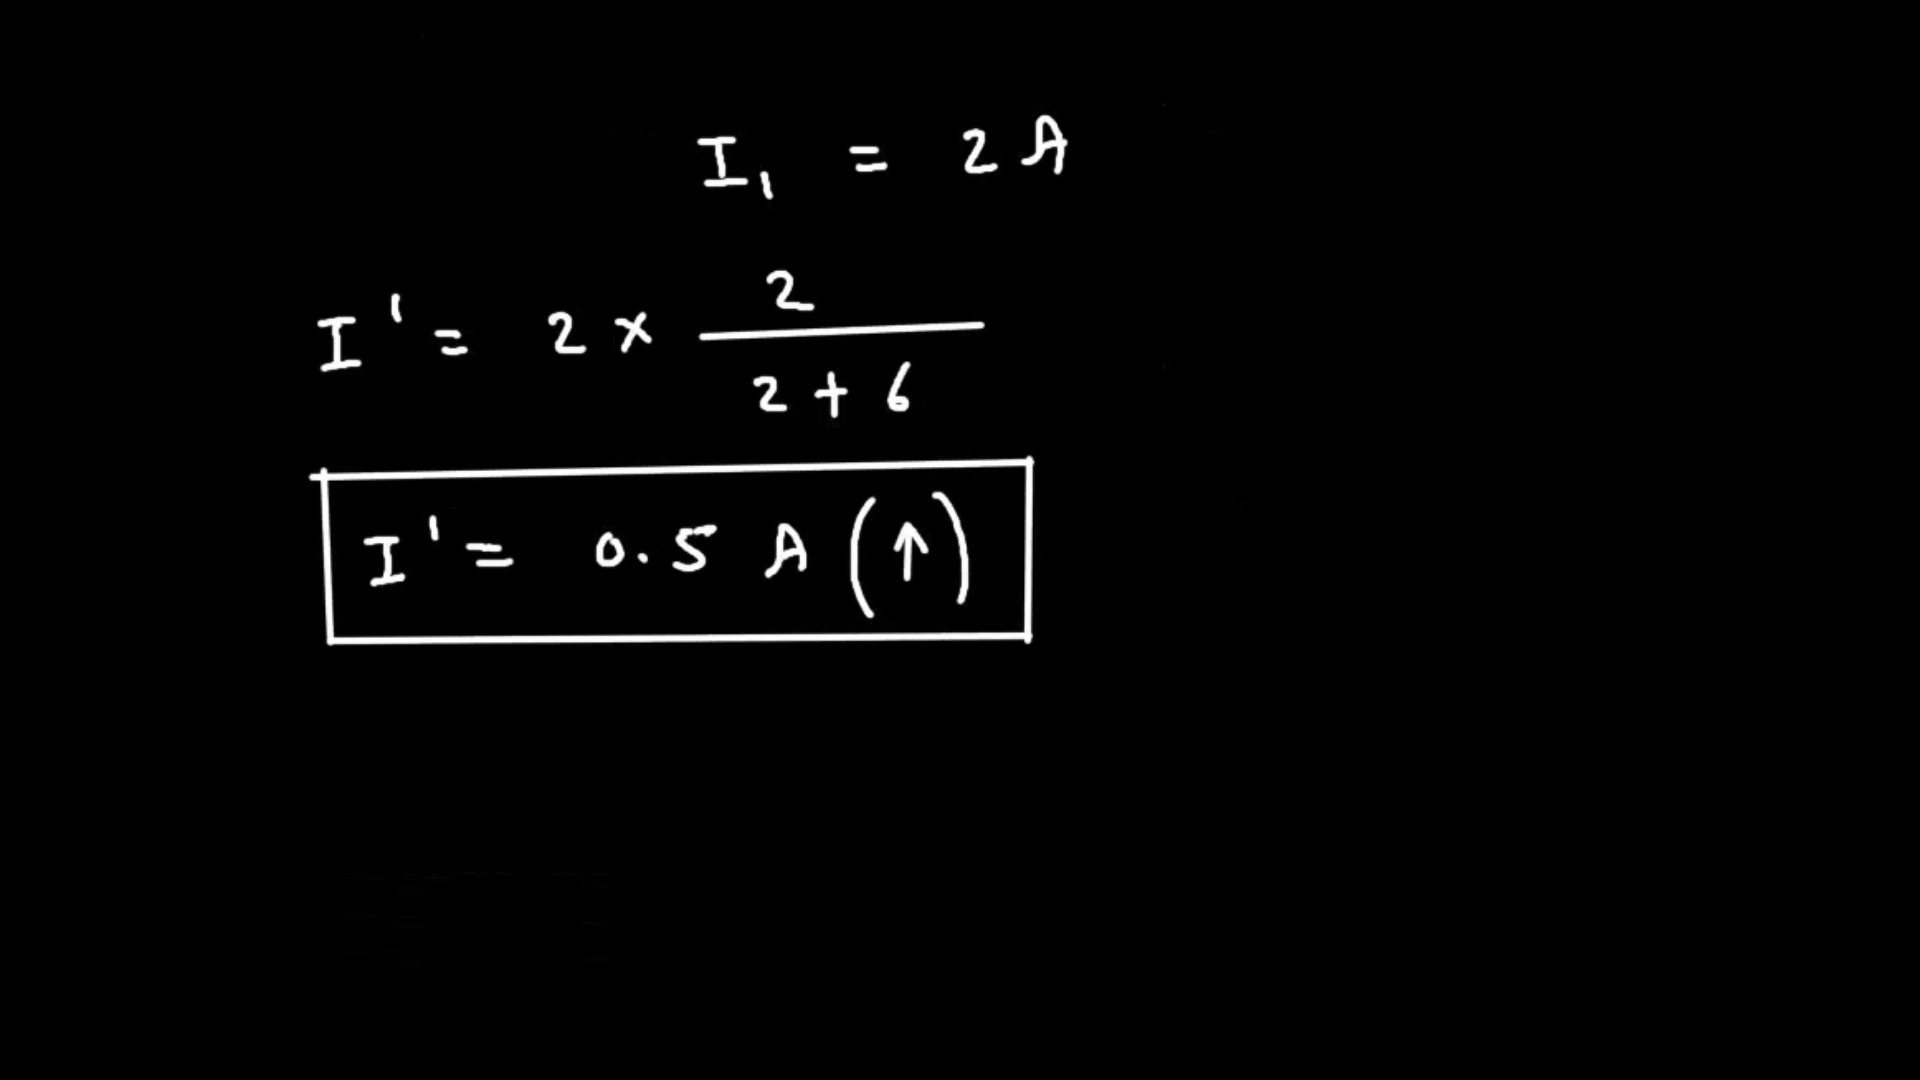 I₁ = 2 A
I' = 2 × 2 / (2 + 6)
I' = 0.5 A (↑)